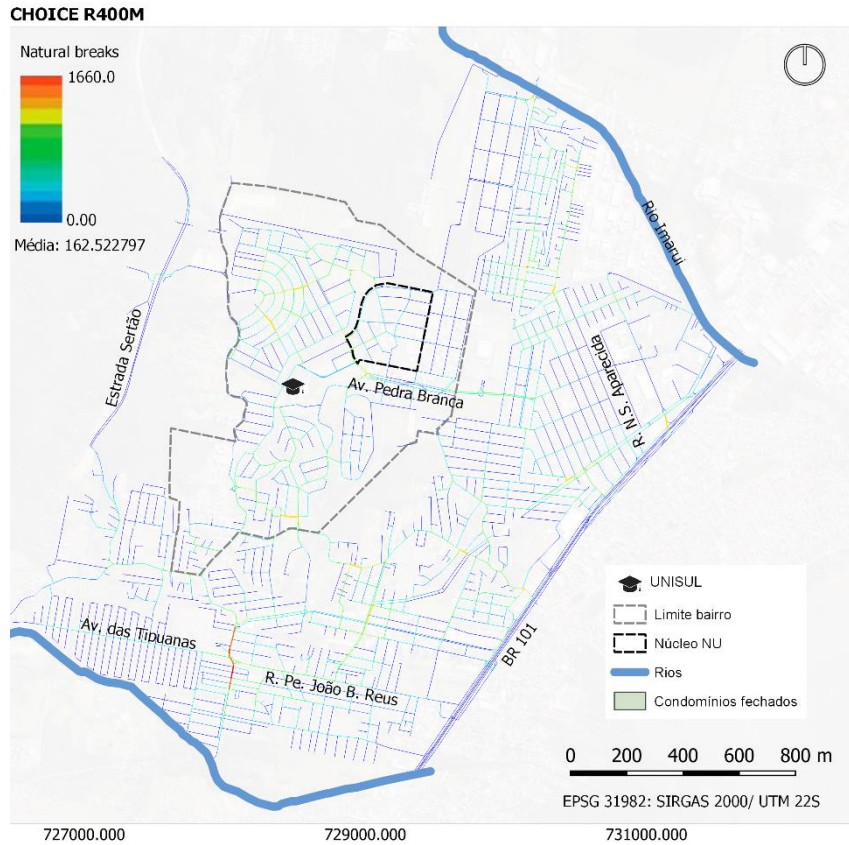 CHOICE R400M
Natural breaks
1660.0
0.00
Média: 162.522797
Rio Imarui
Estrada Sertão
R. N.S. Aparecida
Av. Pedra Branca
Av. das Tipuanas
R. Pe. João B. Reus
BR 101
UNISUL
Limite bairro
Núcleo NU
Rios
Condomínios fechados
0 200 400 600 800 m
EPSG 31982: SIRGAS 2000/ UTM 22S
727000.000 729000.000 731000.000